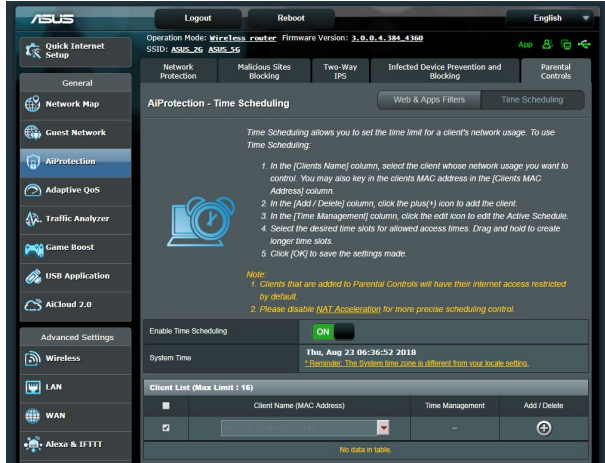 ASUS
Logout
Reboot
English
Quick Internet
Setup
General
Network Map
Guest Network
AiProtection
Adaptive QoS
Traffic Analyzer
Game Boost
USB Application
AiCloud 2.0
Advanced Settings
Wireless
LAN
WAN
Alexa & IFTTT
Operation Mode: Wireless router Firmware Version: 3.0.0.4.384_4360
SSID: ASUS_2G ASUS_5G
App
Network
Protection
Malicious Sites
Blocking
Two-Way
IPS
Infected Device Prevention and
Blocking
Parental
Controls
AiProtection - Time Scheduling
Web & Apps Filters
Time Scheduling
Time Scheduling allows you to set the time limit for a client's network usage. To use
Time Scheduling:
1. In the [Clients Name] column, select the client whose network usage you want to
control. You may also key in the clients MAC address in the [Clients MAC
Address] column.
2. In the [Add / Delete] column, click the plus(+) icon to add the client.
3. In the [Time Management] column, click the edit icon to edit the Active Schedule.
4. Select the desired time slots for allowed access times. Drag and hold to create
longer time slots.
5. Click [OK] to save the settings made.
Note:
1. Clients that are added to Parental Controls will have their internet access restricted
by default.
2. Please disable NAT Acceleration for more precise scheduling control.
Enable Time Scheduling
ON
System Time
Thu, Aug 23 06:36:52 2018
* Reminder: The System time zone is different from your locale setting.
Client List (Max Limit : 16)
Client Name (MAC Address)
Time Management
Add / Delete
–
No data in table.